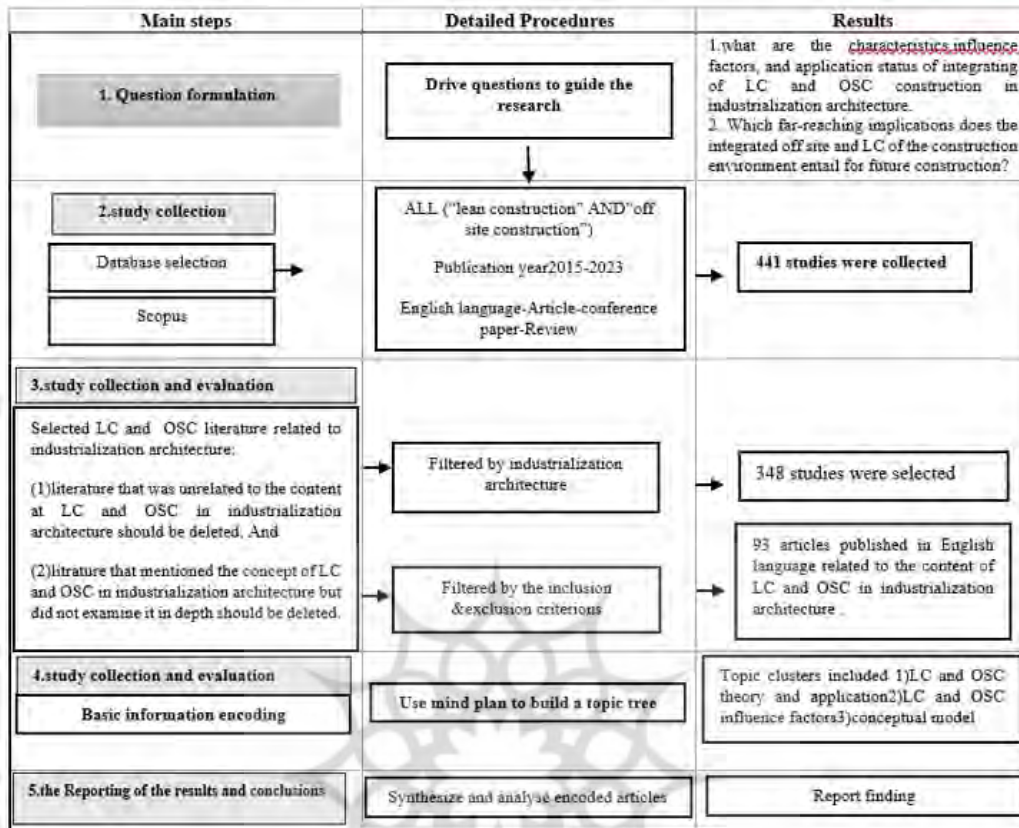 Main steps
Detailed Procedures
Results
1. Question formulation
Drive questions to guide the
research
1.what are the characteristics,influence
factors, and application status of integrating
of LC and OSC construction in
industrialization architecture.
2. Which far-reaching implications does the
integrated off site and LC of the construction
environment entail for future construction?
2.study collection
Database selection
Scopus
ALL ("lean construction" AND"off
site construction")
Publication year2015-2023
English language-Article-conference
paper-Review
441 studies were collected
3.study collection and evaluation
Selected LC and OSC literature related to
industrialization architecture:
(1)literature that was unrelated to the content
at LC and OSC in industrialization
architecture should be deleted. And
(2)litrature that mentioned the concept of LC
and OSC in industrialization architecture but
did not examine it in depth should be deleted.
Filtered by industrialization
architecture
348 studies were selected
Filtered by the inclusion
&exclusion criterions
93 articles published in English
language related to the content of
LC and OSC in industrialization
architecture .
4.study collection and evaluation
Basic information encoding
Use mind plan to build a topic tree
Topic clusters included 1)LC and OSC
theory and application2)LC and OSC
influence factors3)conceptual model
5.the Reporting of the results and conclusions
Synthesize and analyse encoded articles
Report finding